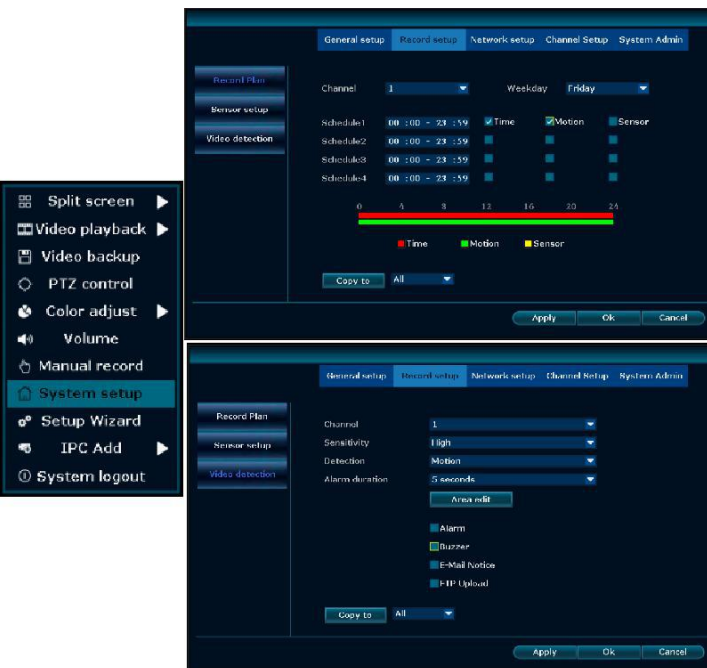 Split screen
Video playback
Video backup
PTZ control
Color adjust
Volume
Manual record
System setup
Setup Wizard
IPC Add
System logout
General setup Record setup Network setup Channel Setup System Admin
Record Plan
Sensor setup
Video detection
Channel 1 Weekday Friday
Schedule1 00 :00 - 23 :59 Time Motion Sensor
Schedule2 00 :00 - 23 :59
Schedule3 00 :00 - 23 :59
Schedule4 00 :00 - 23 :59
0 4 8 12 16 20 24
Time Motion Sensor
Copy to All
Apply Ok Cancel
General setup Record setup Network setup Channel Setup System Admin
Record Plan
Sensor setup
Video detection
Channel 1
Sensitivity High
Detection Motion
Alarm duration 5 seconds
Area edit
Alarm
Buzzer
E-Mail Notice
FTP Upload
Copy to All
Apply Ok Cancel